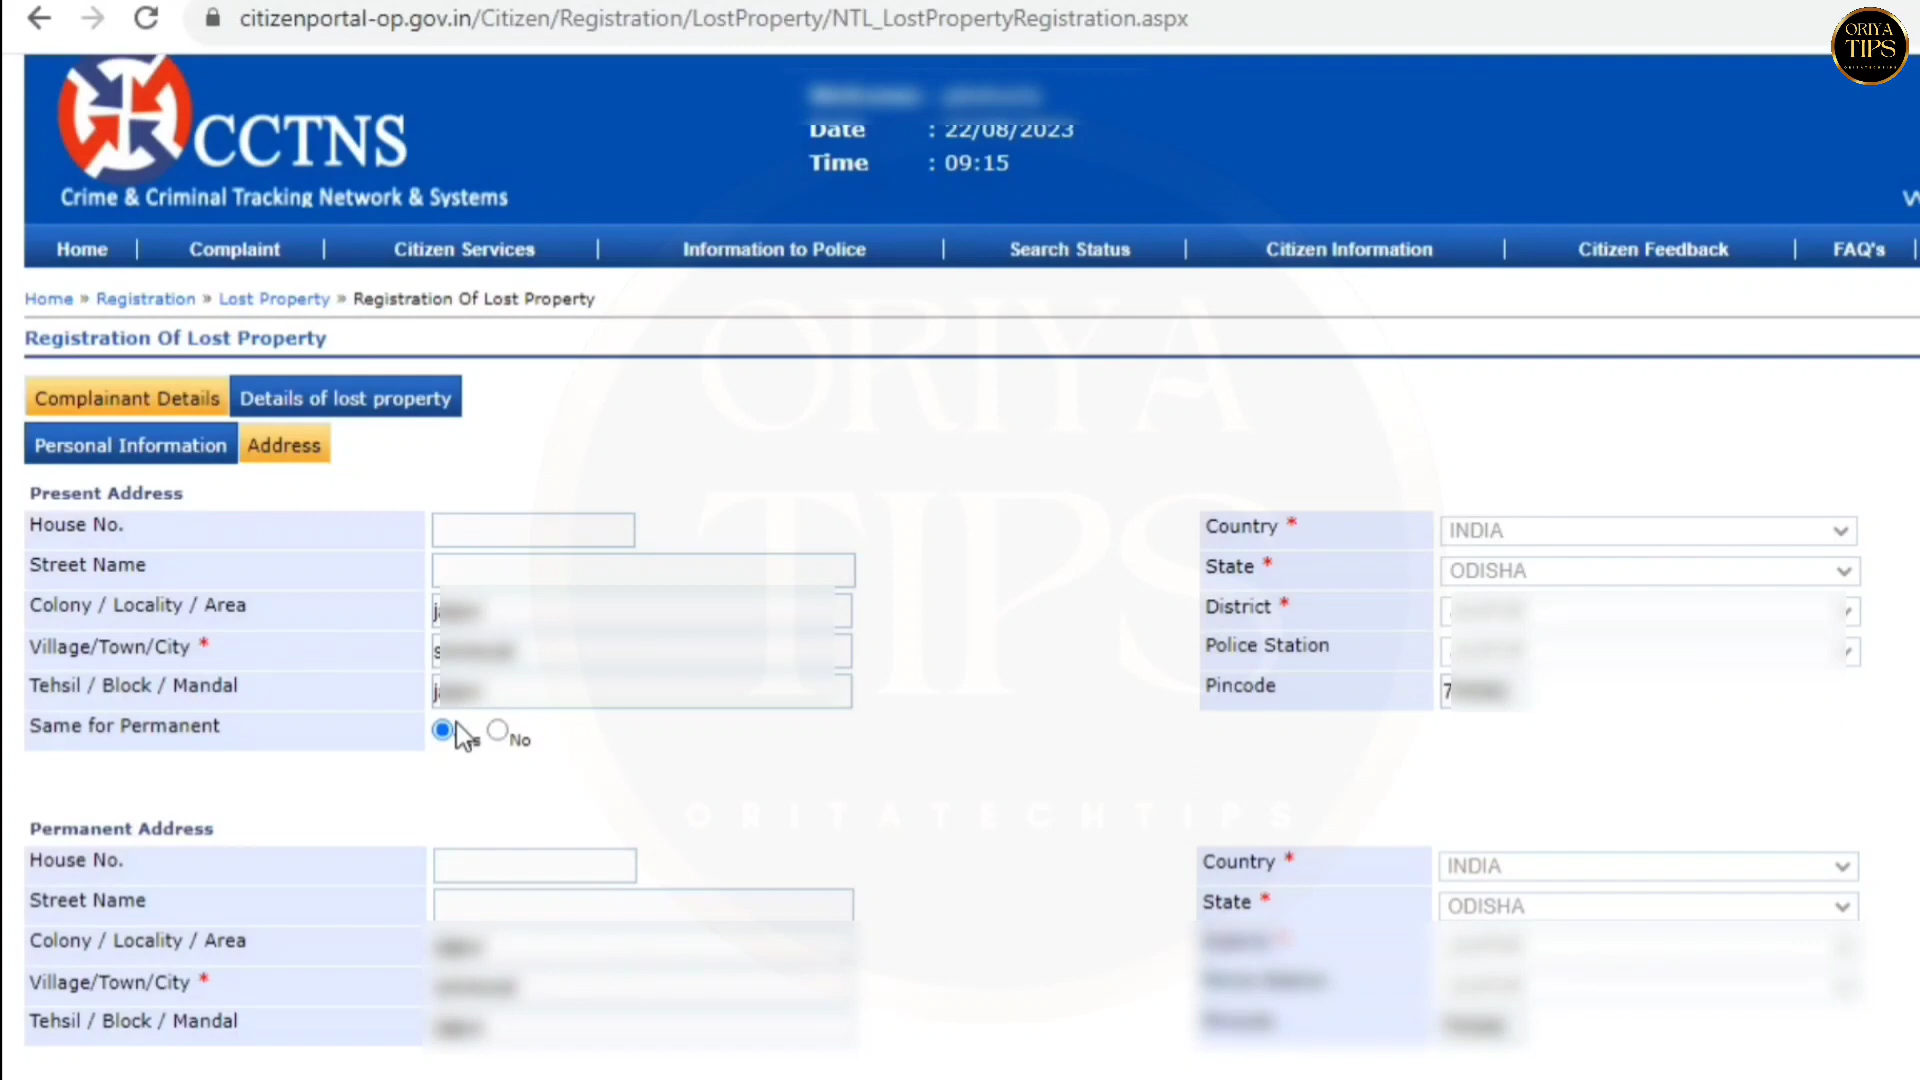 citizenportal-op.gov.in/Citizen/Registration/LostProperty/NTL_LostPropertyRegistration.aspx
ORIYA
TIPS
CCTNS
Crime & Criminal Tracking Network & Systems
Date : 22/08/2023
Time : 09:15
Home | Complaint | Citizen Services | Information to Police | Search Status | Citizen Information | Citizen Feedback | FAQ's |
Home » Registration » Lost Property » Registration Of Lost Property
Registration Of Lost Property
Complainant Details Details of lost property
Personal Information Address
Present Address
House No. Country * INDIA
Street Name State * ODISHA
Colony / Locality / Area District *
Village/Town/City * Police Station
Tehsil / Block / Mandal Pincode 7
Same for Permanent No
ORIYA
TIPS
ORITATECHTIPS
Permanent Address
House No. Country * INDIA
Street Name State * ODISHA
Colony / Locality / Area
Village/Town/City *
Tehsil / Block / Mandal